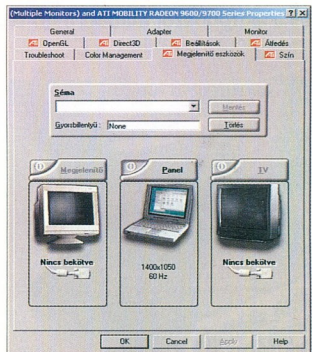 (Multiple Monitors) and ATI MOBILITY RADEON 9600/9700 Series Properties
General Adapter Monitor
OpenGL Direct3D Beállítások Átfedés
Troubleshoot Color Management Megjelenítő eszközök Szín
Séma
Mentés
Gyorsbillentyű: None Törlés
Megjelenítő Panel TV
Nincs bekötve 1400x1050 60 Hz Nincs bekötve
OK Cancel Apply Help